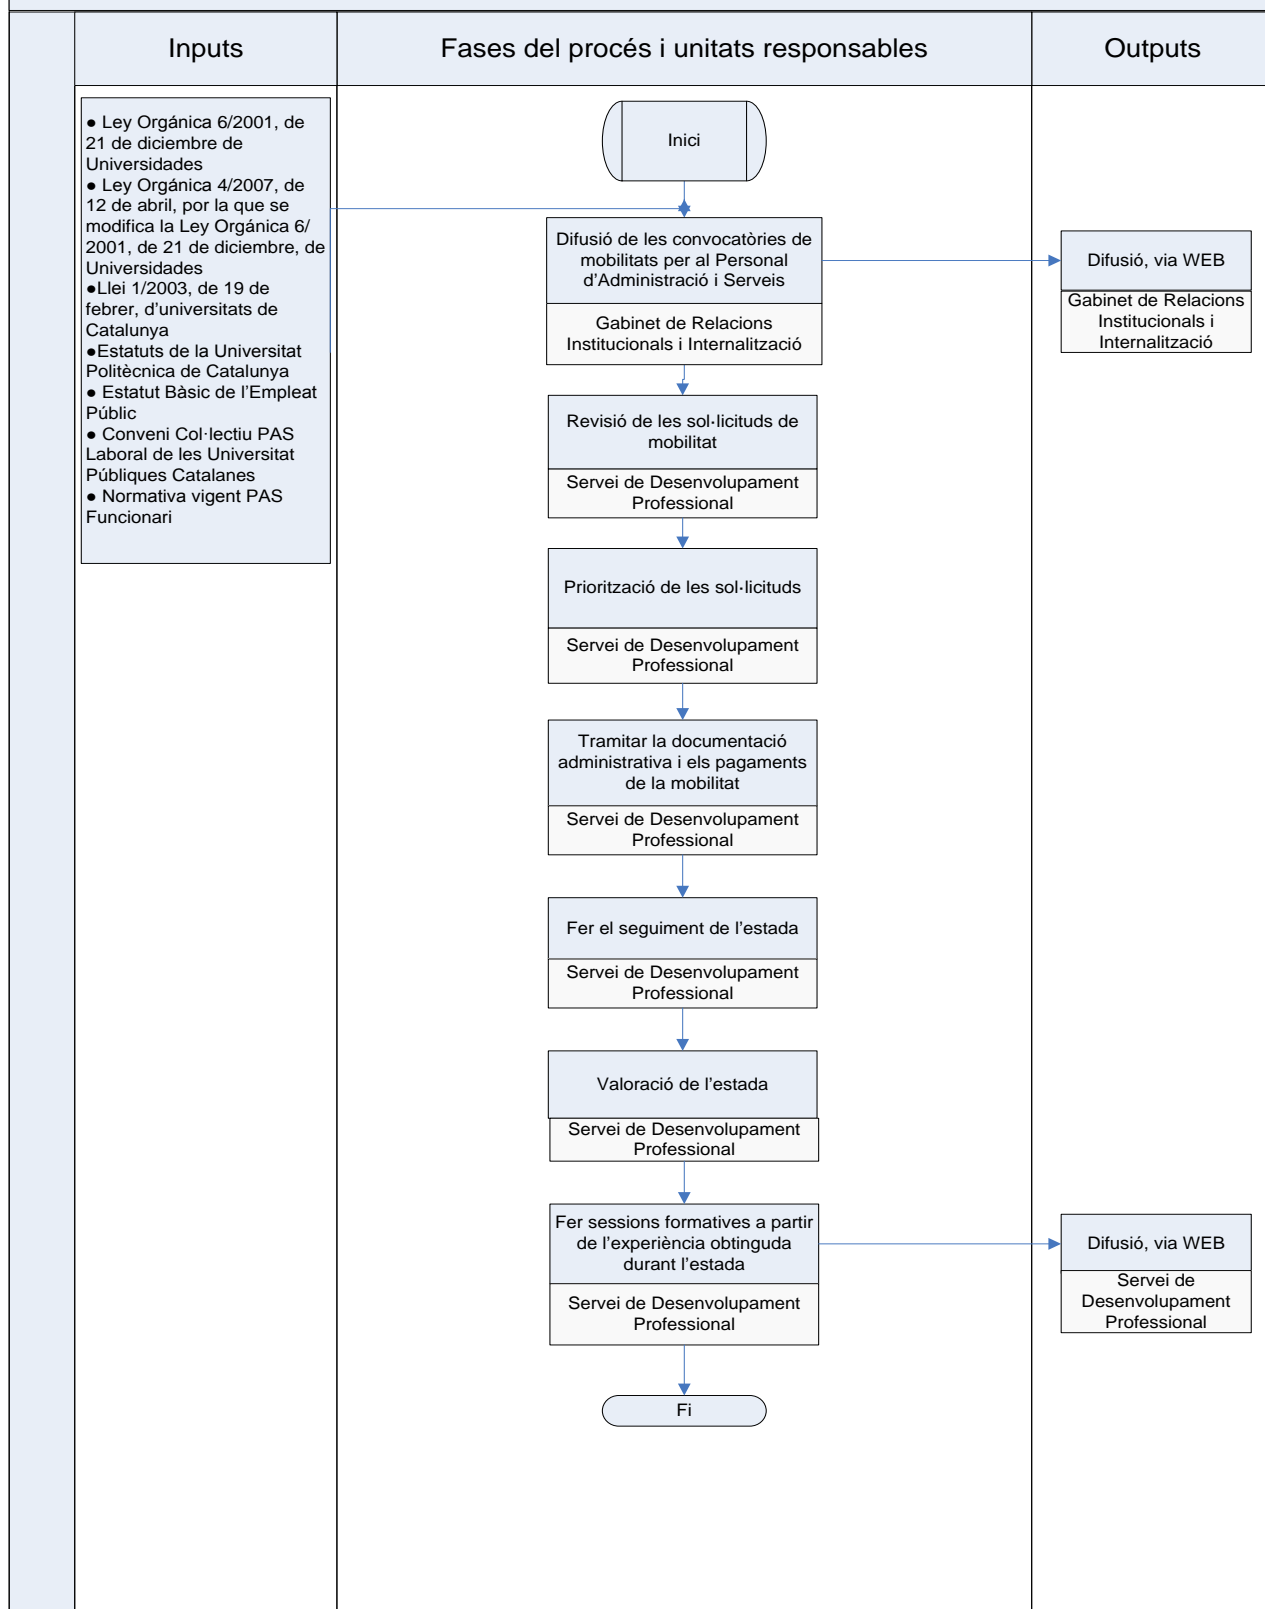 Inputs
Fases del procés i unitats responsables
Outputs
● Ley Orgánica 6/2001, de
21 de diciembre de
Universidades
● Ley Orgánica 4/2007, de
12 de abril, por la que se
modifica la Ley Orgánica 6/
2001, de 21 de diciembre, de
Universidades
●Llei 1/2003, de 19 de
febrer, d’universitats de
Catalunya
●Estatuts de la Universitat
Politècnica de Catalunya
● Estatut Bàsic de l’Empleat
Públic
● Conveni Col·lectiu PAS
Laboral de les Universitat
Públiques Catalanes
● Normativa vigent PAS
Funcionari
Inici
Difusió de les convocatòries de
mobilitats per al Personal
d’Administració i Serveis
Gabinet de Relacions
Institucionals i Internalització
Difusió, via WEB
Gabinet de Relacions
Institucionals i
Internalització
Revisió de les sol·licituds de
mobilitat
Servei de Desenvolupament
Professional
Priorització de les sol·licituds
Servei de Desenvolupament
Professional
Tramitar la documentació
administrativa i els pagaments
de la mobilitat
Servei de Desenvolupament
Professional
Fer el seguiment de l’estada
Servei de Desenvolupament
Professional
Valoració de l’estada
Servei de Desenvolupament
Professional
Fer sessions formatives a partir
de l’experiència obtinguda
durant l’estada
Servei de Desenvolupament
Professional
Difusió, via WEB
Servei de
Desenvolupament
Professional
Fi